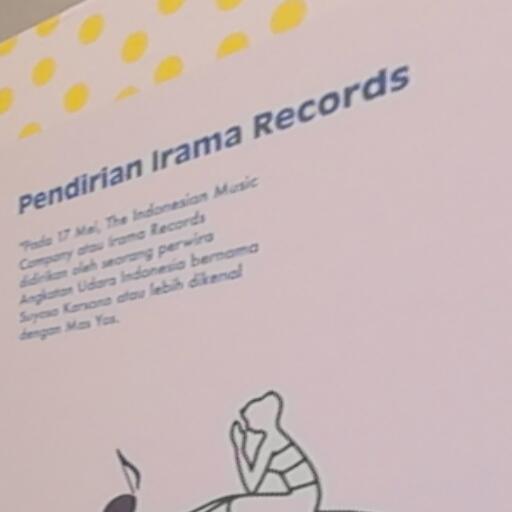 Pendirian Irama Records
"Pada 17 Mei, The Indonesian Music
Company atau Irama Records
didirikan oleh seorang perwira
Angkatan Udara Indonesia bernama
Suyoso Karsono atau lebih dikenal
dengan Mas Yos.